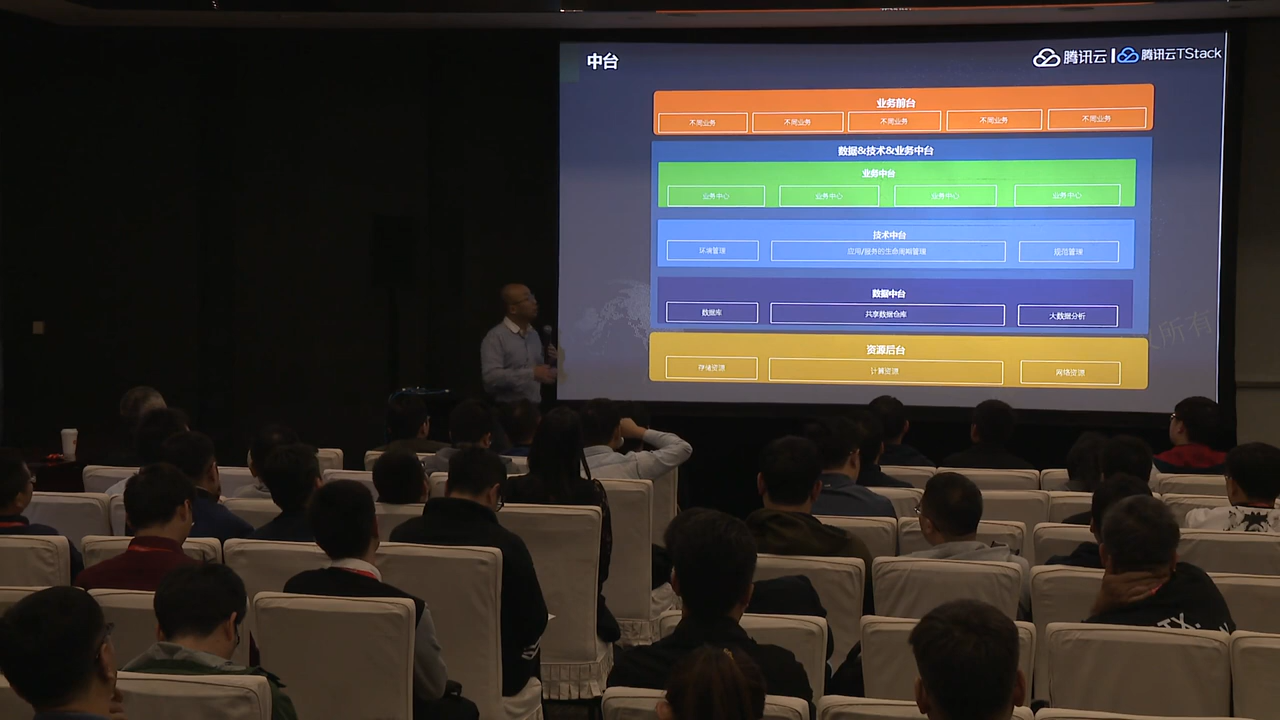 中台
腾讯云 | 腾讯云TStack
业务前台
不同业务 不同业务 不同业务 不同业务 不同业务
数据&技术&业务中台
业务中台
业务中心 业务中心 业务中心 业务中心
技术中台
环境管理 应用/服务的生命周期管理 规范管理
数据中台
数据库 共享数据仓库 大数据分析
资源后台
存储资源 计算资源 网络资源
所有
TX.